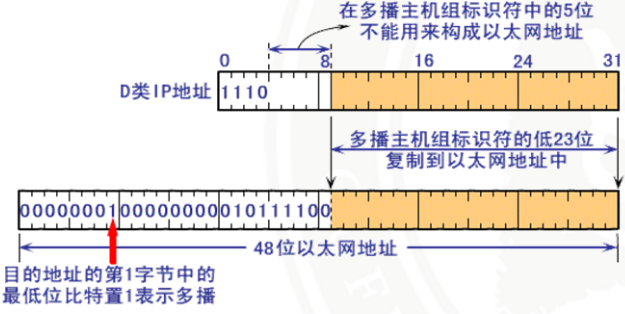 在多播主机组标识符中的5位
不能用来构成以太网地址
0 8 16 24 31
D类IP地址 1110
多播主机组标识符的低23位
复制到以太网地址中
0000000100000000010111100
48位以太网地址
目的地址的第1字节中的
最低位比特置1表示多播